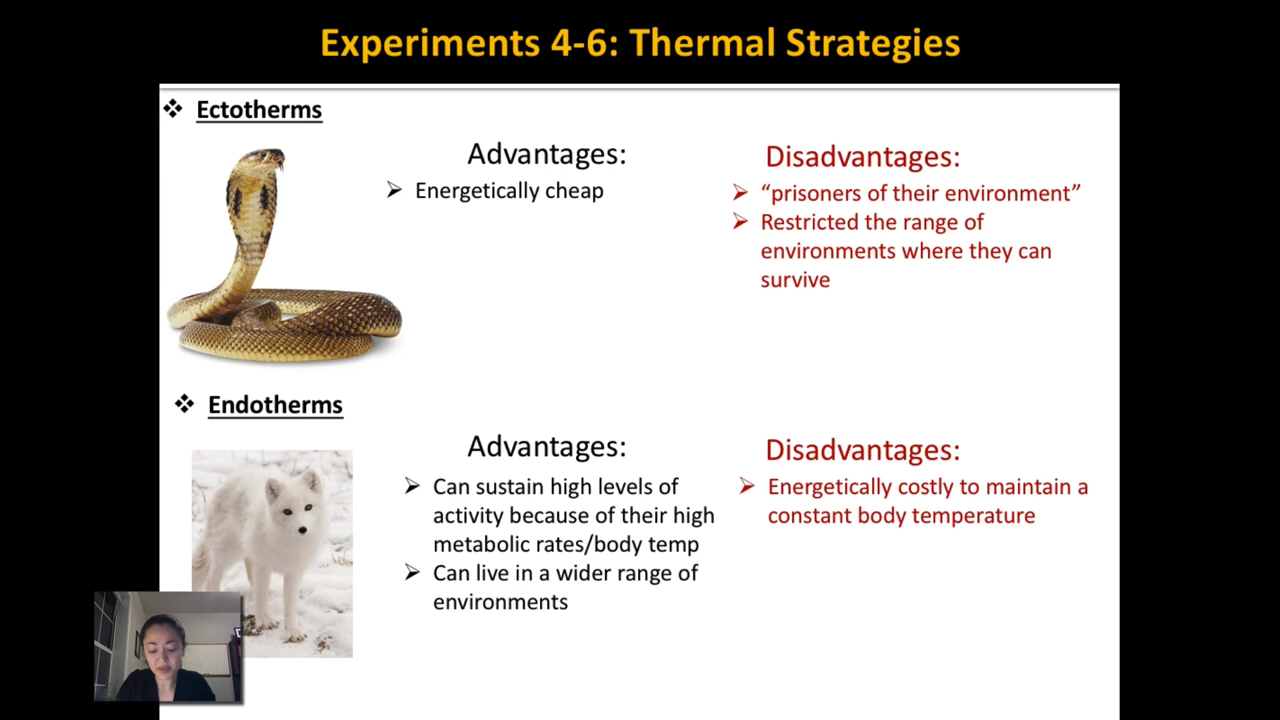 Experiments 4-6: Thermal Strategies
Ectotherms
Advantages:
Energetically cheap
Disadvantages:
“prisoners of their environment”
Restricted the range of
environments where they can
survive
Endotherms
Advantages:
Can sustain high levels of
activity because of their high
metabolic rates/body temp
Can live in a wider range of
environments
Disadvantages:
Energetically costly to maintain a
constant body temperature